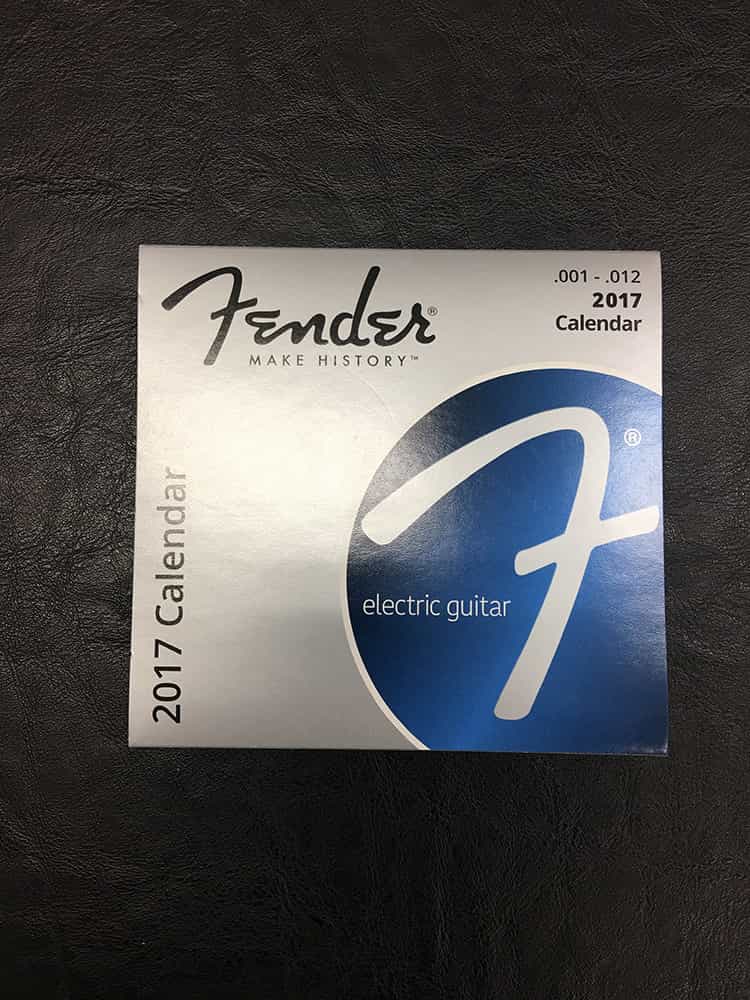 Fender®
MAKE HISTORY™
.001 - .012
2017
Calendar
2017 Calendar
F®
electric guitar